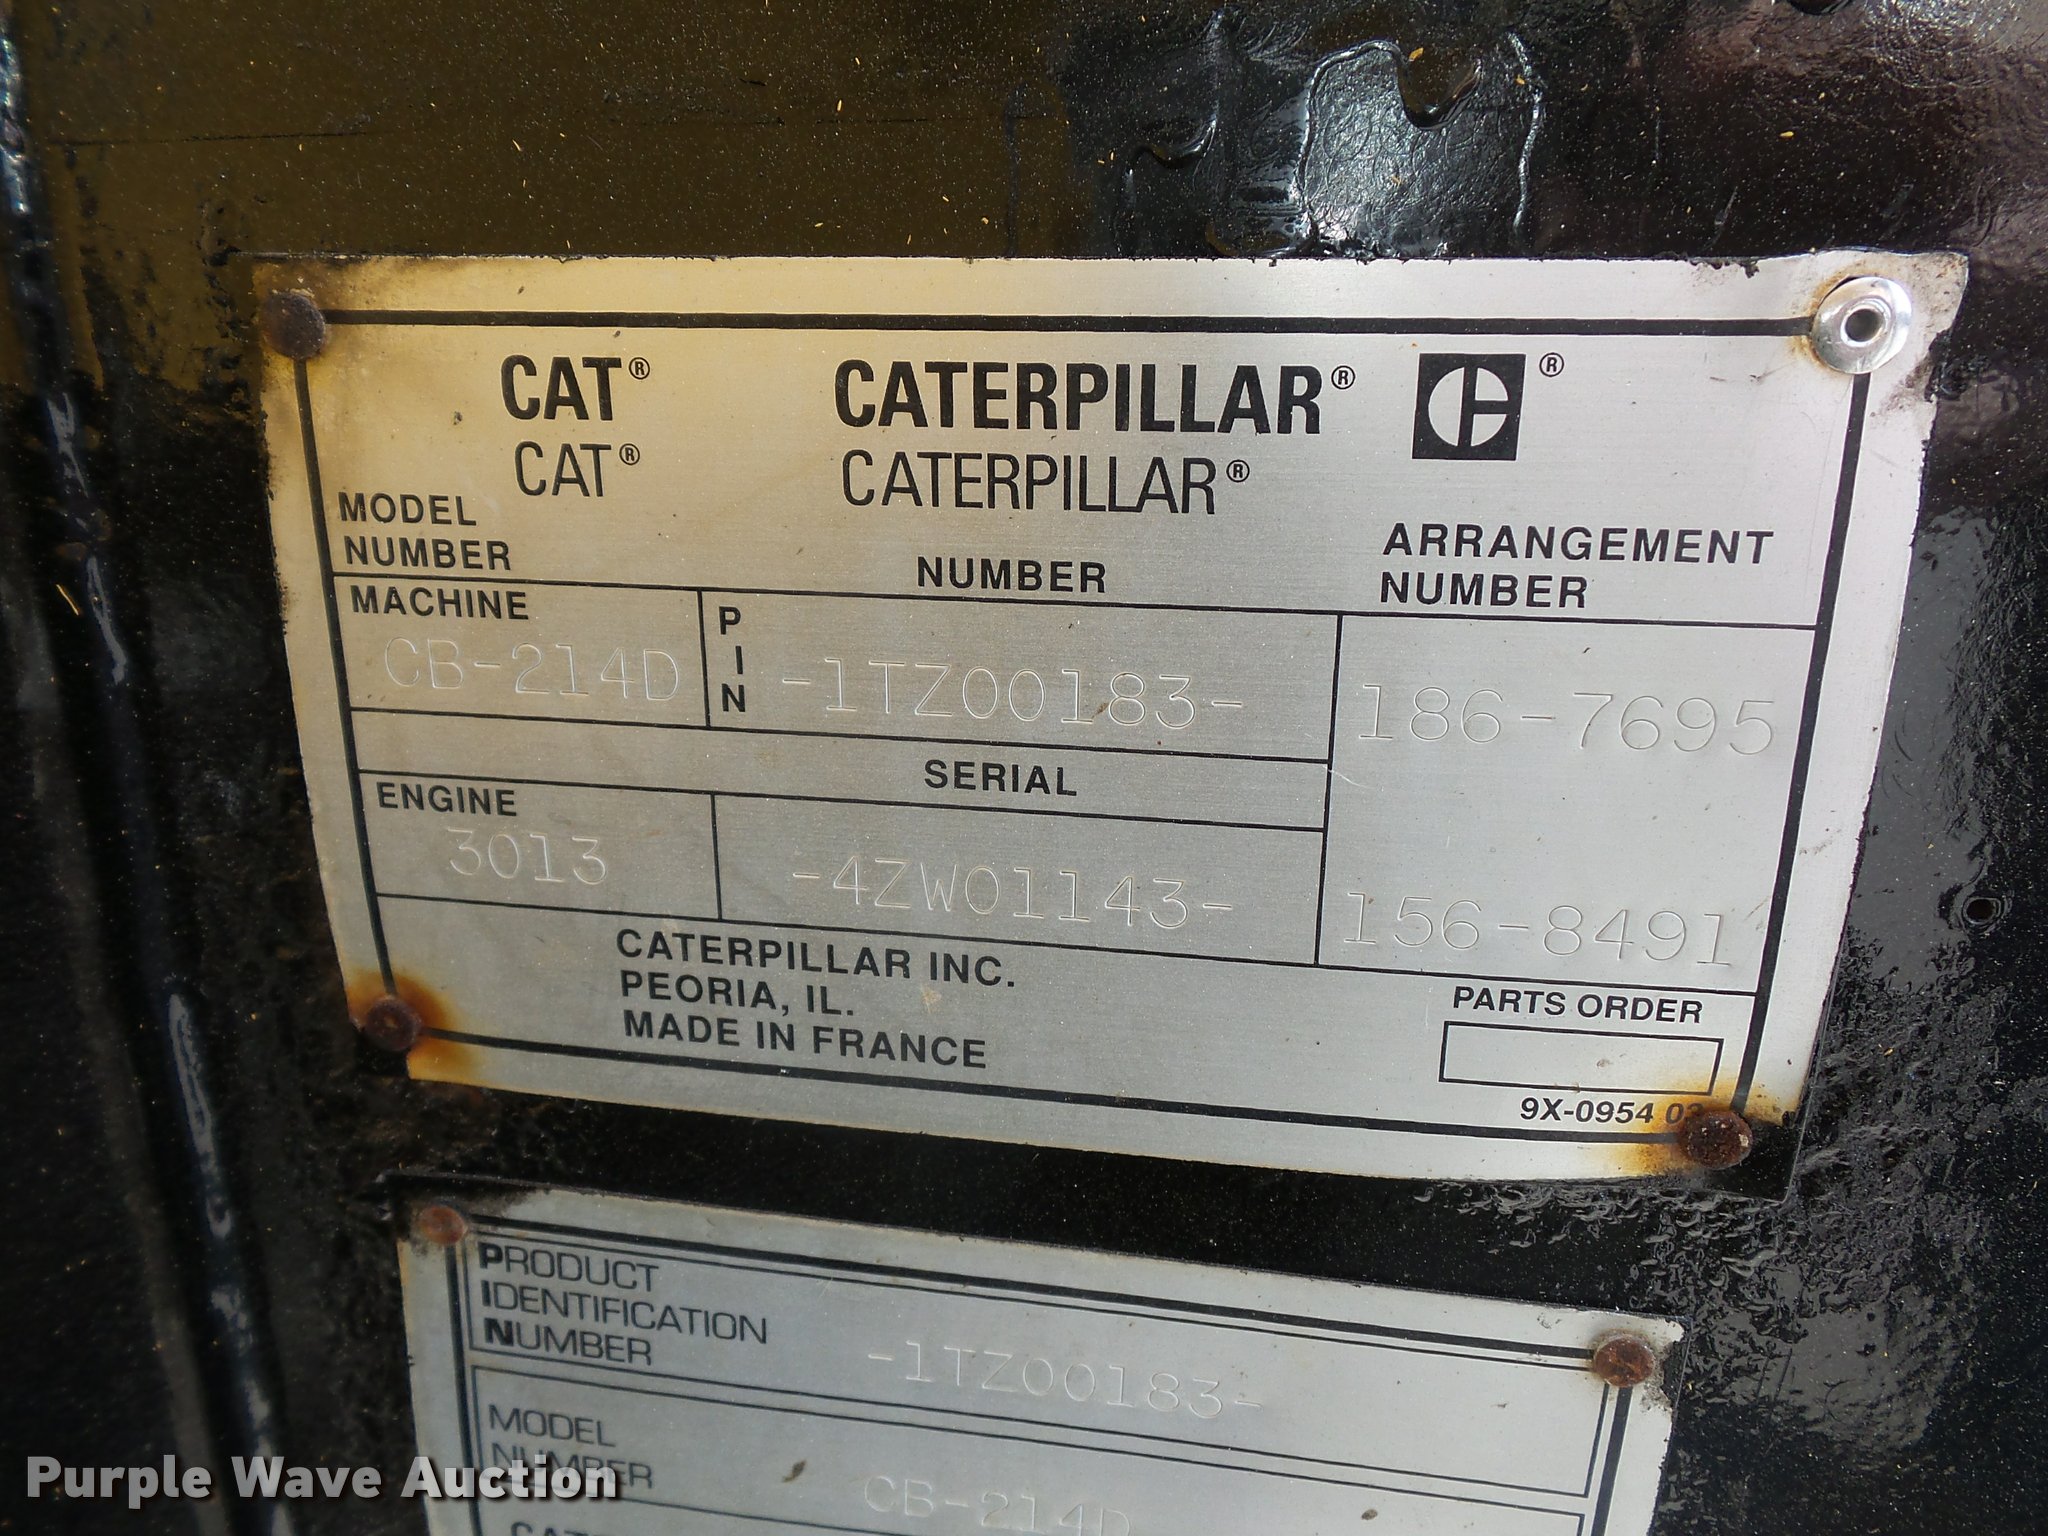 CAT® CATERPILLAR® ®
CAT® CATERPILLAR®
MODEL NUMBER
NUMBER
ARRANGEMENT NUMBER
MACHINE
CB-214D
PIN
-1TZ00183-
186-7695
SERIAL
ENGINE
3013
-4ZW01143-
156-8491
CATERPILLAR INC.
PEORIA, IL.
MADE IN FRANCE
PARTS ORDER
9X-0954
PRODUCT
IDENTIFICATION
NUMBER
-1TZ00183-
MODEL
NUMBER
CB-214D
Purple Wave Auction